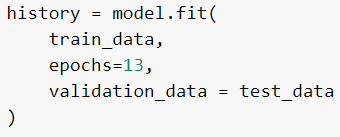 history = model.fit(
    train_data,
    epochs=13,
    validation_data = test_data
)